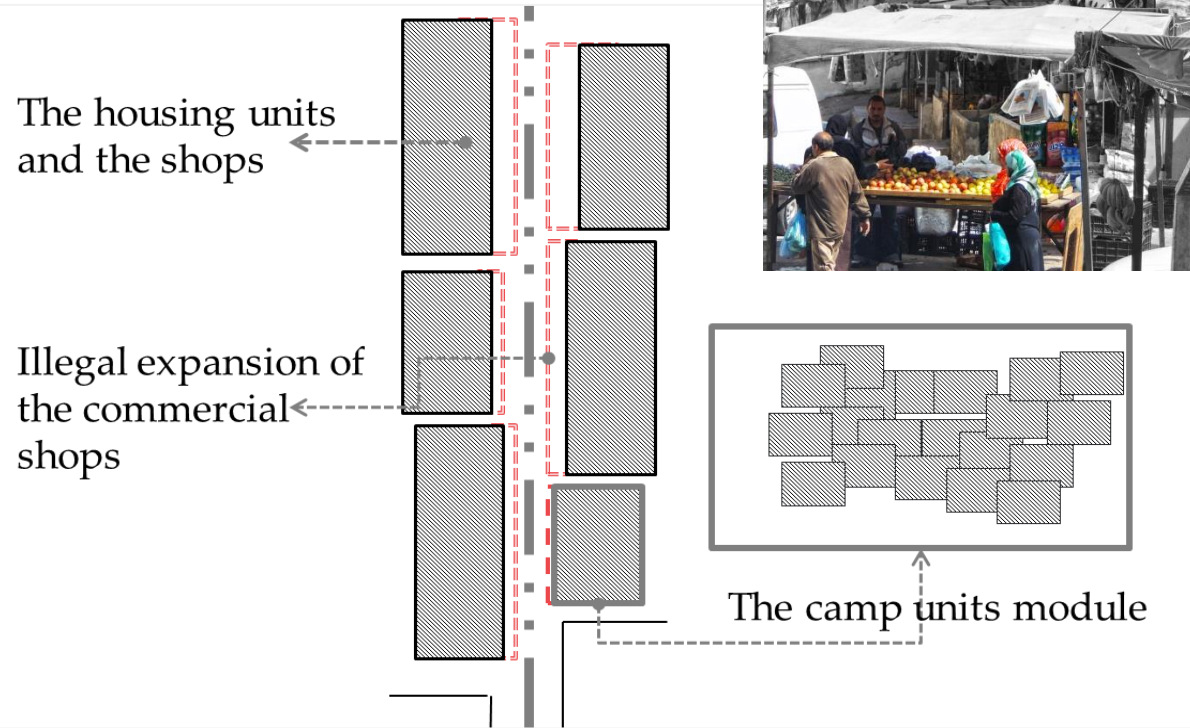 The housing units
and the shops
Illegal expansion of
the commercial
shops
The camp units module